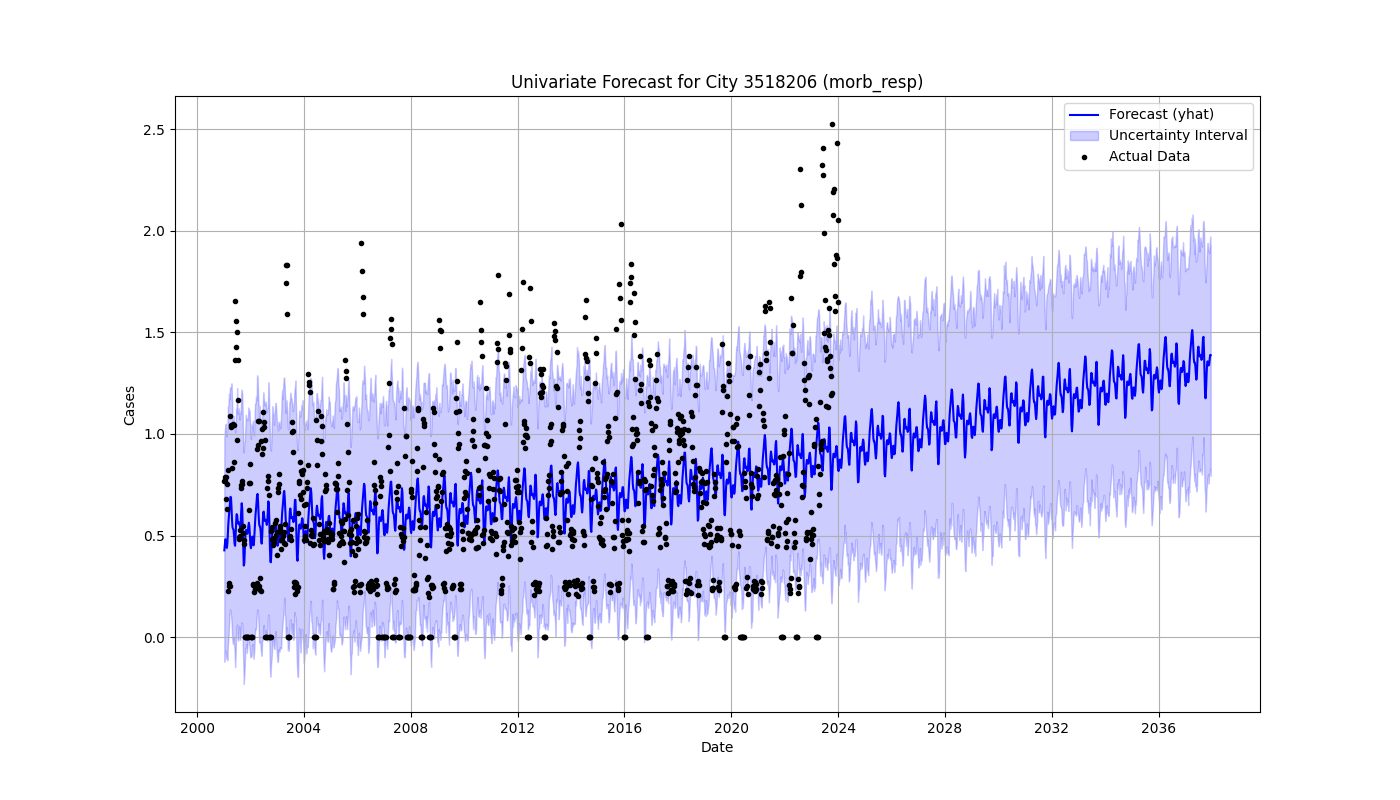 Univariate Forecast for City 3518206 (morb_resp)
Forecast (yhat)
Uncertainty Interval
Actual Data
Cases
2.5
2.0
1.5
1.0
0.5
0.0
2000 2004 2008 2012 2016 2020 2024 2028 2032 2036
Date